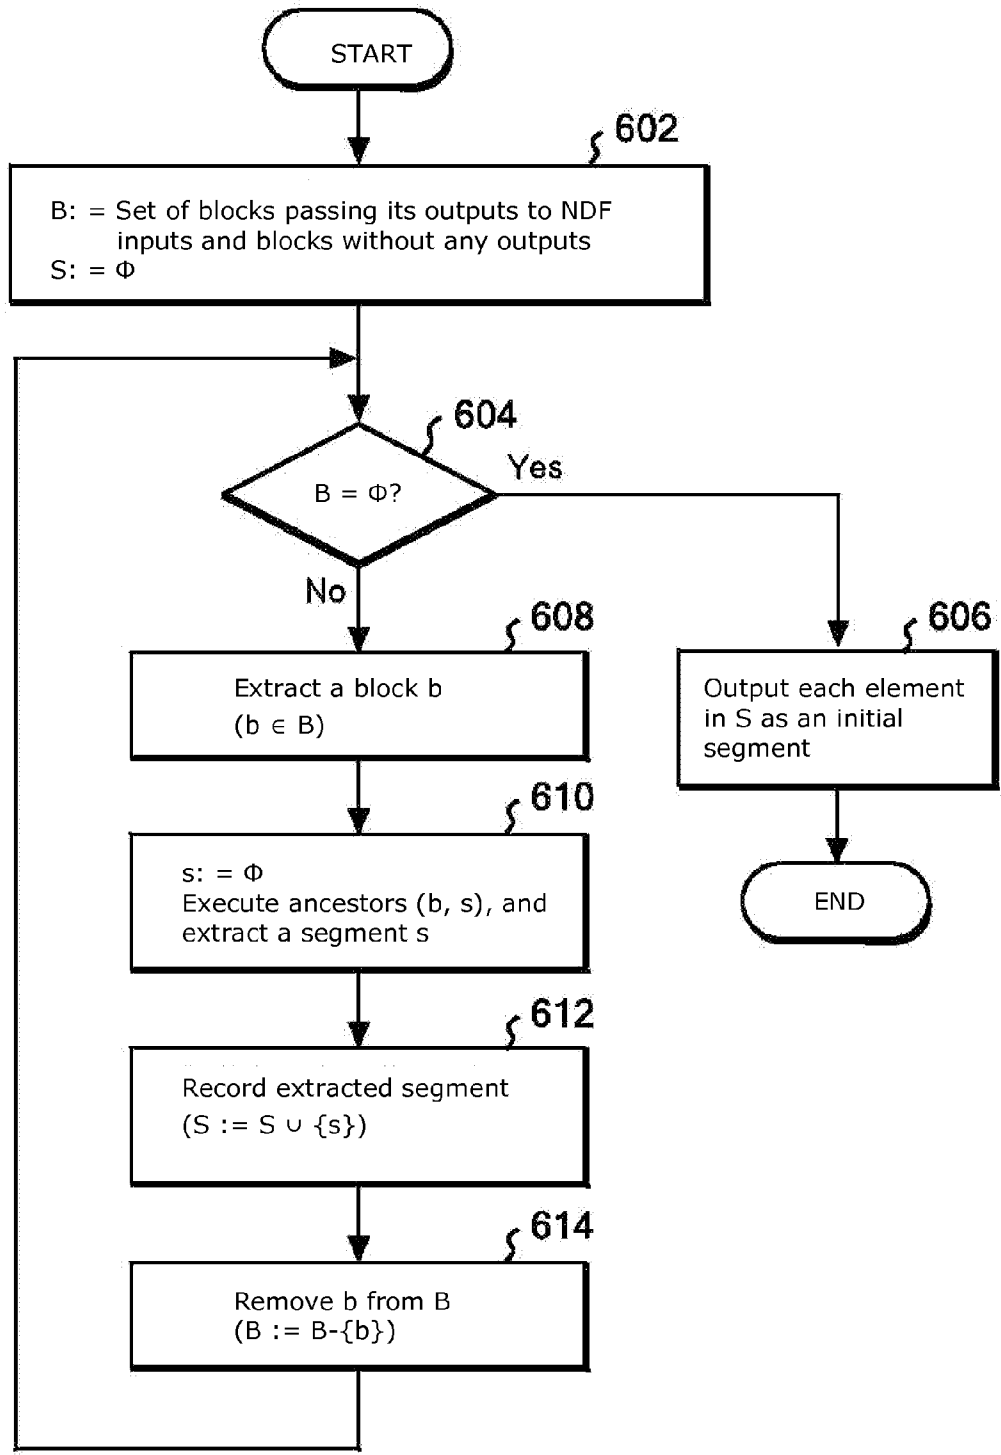 START
602
B: = Set of blocks passing its outputs to NDF
inputs and blocks without any outputs
S: = Φ
604
Yes
B = Φ?
No
608
606
Extract a block b
(b ∈ B)
Output each element
in S as an initial
segment
610
s: = Φ
Execute ancestors (b, s), and
extract a segment s
END
612
Record extracted segment
(S := S ∪ {s})
614
Remove b from B
(B := B-{b})